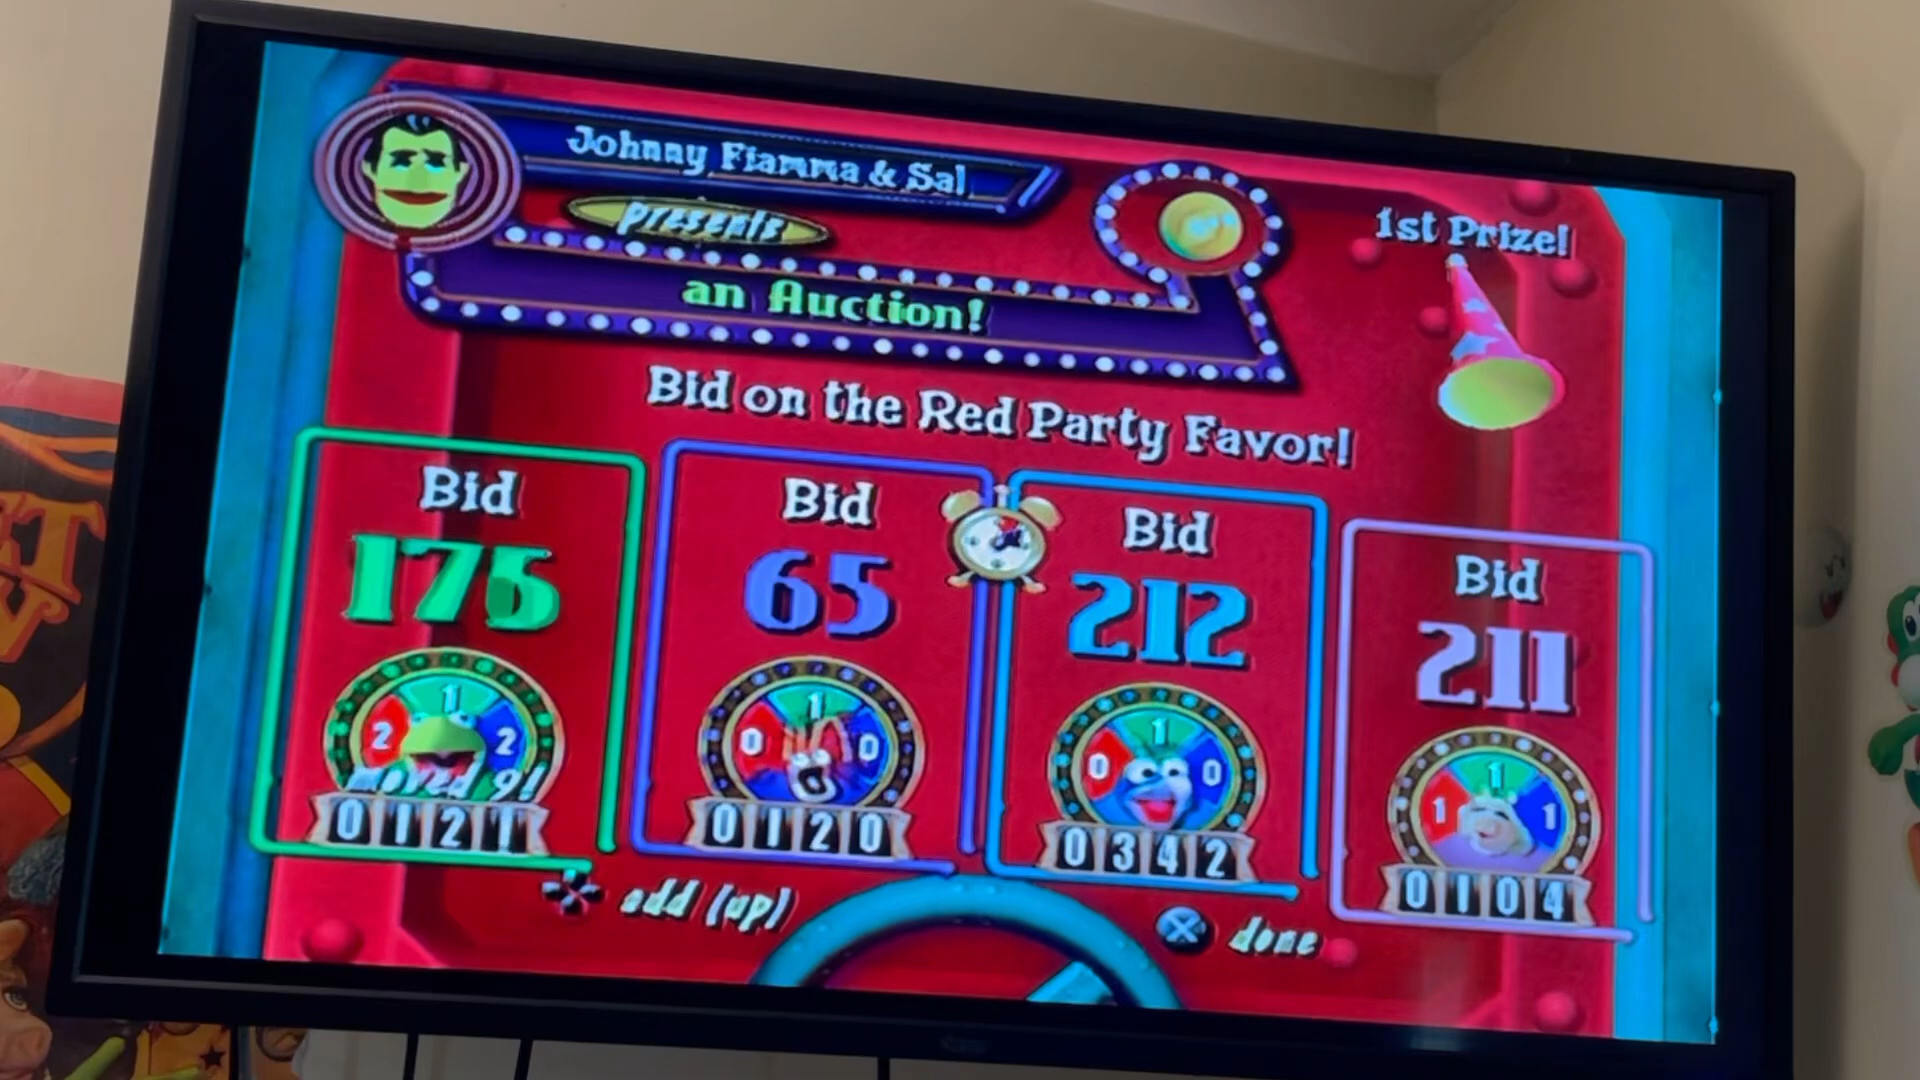 Johnny Fiamma & Sal
presents
an Auction!
1st Prize!
Bid on the Red Party Favor!
Bid
175
Bid
65
Bid
212
Bid
211
2 1 2
moved 9!
0121
0 1 0
0120
0 1 0
0342
1 1 1
0104
add (up)
done